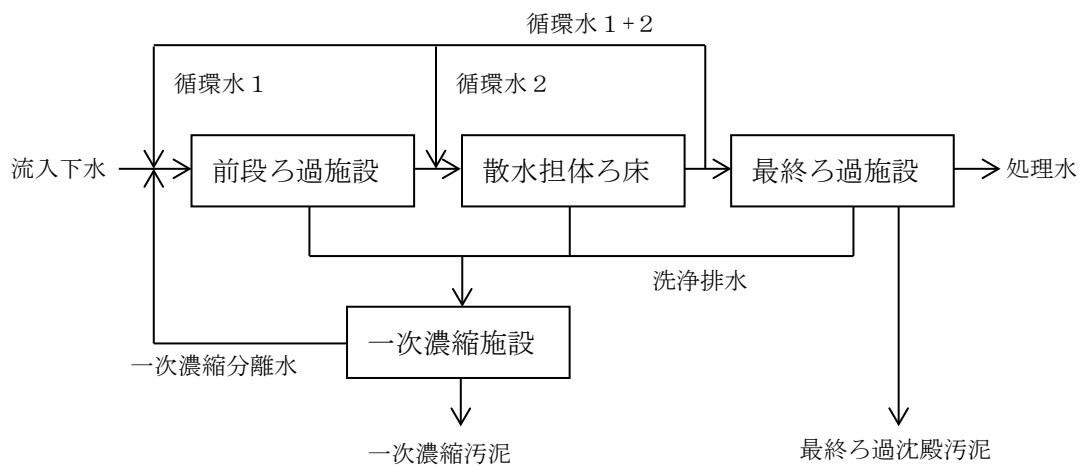 循環水１+２
循環水１
循環水２
流入下水
前段ろ過施設
散水担体ろ床
最終ろ過施設
処理水
洗浄排水
一次濃縮施設
一次濃縮分離水
一次濃縮汚泥
最終ろ過沈殿汚泥